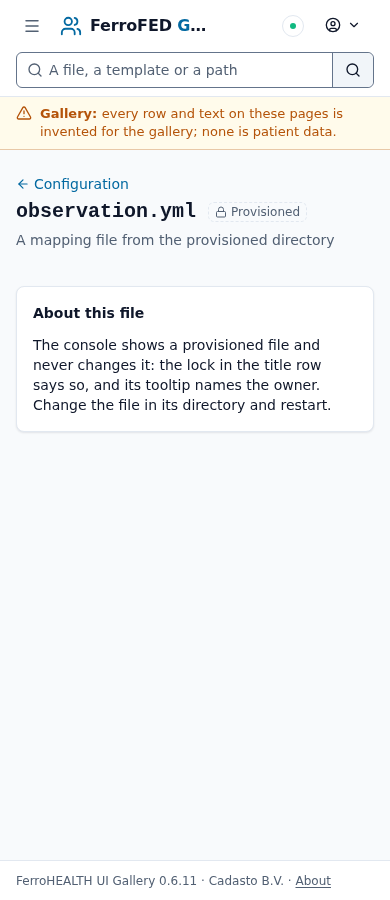 FerroFED G...
A file, a template or a path
Gallery: every row and text on these pages is
invented for the gallery; none is patient data.
Configuration
observation.yml
Provisioned
A mapping file from the provisioned directory
About this file
The console shows a provisioned file and
never changes it: the lock in the title row
says so, and its tooltip names the owner.
Change the file in its directory and restart.
FerroHEALTH UI Gallery 0.6.11 · Cadasto B.V. · About